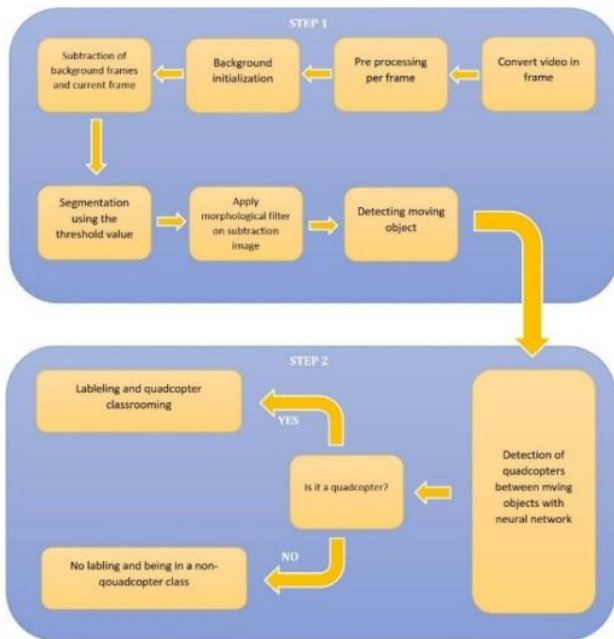 STEP 1
Convert video in
frame
Pre processing
per frame
Background
initialization
Subtraction of
background frames
and current frame
Segmentation
using the
threshold value
Apply
morphological filter
on subtraction
image
Detecting moving
object
STEP 2
Detection of
quadcopters
between mving
objects with
neural network
Is it a quadcopter?
YES
Lableling and quadcopter
classrooming
NO
No labling and being in a non-
qouadcopter class